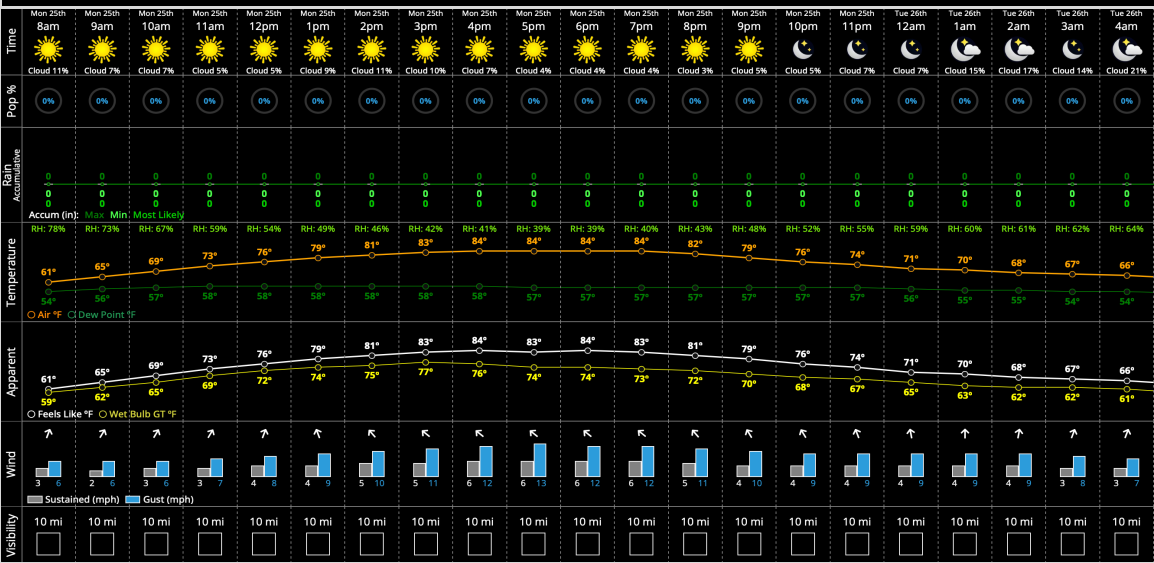 Mon 25th Mon 25th Mon 25th Mon 25th Mon 25th Mon 25th Mon 25th Mon 25th Mon 25th Mon 25th Mon 25th Mon 25th Mon 25th Mon 25th Mon 25th Mon 25th Tue 26th Tue 26th Tue 26th Tue 26th Tue 26th
Time 8am 9am 10am 11am 12pm 1pm 2pm 3pm 4pm 5pm 6pm 7pm 8pm 9pm 10pm 11pm 12am 1am 2am 3am 4am
Cloud 11% Cloud 7% Cloud 7% Cloud 5% Cloud 5% Cloud 9% Cloud 11% Cloud 10% Cloud 7% Cloud 4% Cloud 4% Cloud 4% Cloud 3% Cloud 5% Cloud 5% Cloud 7% Cloud 7% Cloud 15% Cloud 17% Cloud 14% Cloud 21%
Pop % 0% 0% 0% 0% 0% 0% 0% 0% 0% 0% 0% 0% 0% 0% 0% 0% 0% 0% 0% 0% 0%
Rain
Accumulative
0 0 0 0 0 0 0 0 0 0 0 0 0 0 0 0 0 0 0 0 0
0 0 0 0 0 0 0 0 0 0 0 0 0 0 0 0 0 0 0 0 0
0 0 0 0 0 0 0 0 0 0 0 0 0 0 0 0 0 0 0 0 0
Accum (in): Max Min Most Likely
Temperature
RH: 78% RH: 73% RH: 67% RH: 59% RH: 54% RH: 49% RH: 46% RH: 42% RH: 41% RH: 39% RH: 39% RH: 40% RH: 43% RH: 48% RH: 52% RH: 55% RH: 59% RH: 60% RH: 61% RH: 62% RH: 64%
61° 65° 69° 73° 76° 79° 81° 83° 84° 84° 84° 84° 82° 79° 76° 74° 71° 70° 68° 67° 66°
54° 56° 57° 58° 58° 58° 58° 58° 58° 57° 57° 57° 57° 57° 57° 57° 56° 55° 55° 54° 54°
Air °F Dew Point °F
Apparent
61° 65° 69° 73° 76° 79° 81° 83° 84° 83° 84° 83° 81° 79° 76° 74° 71° 70° 68° 67° 66°
59° 62° 65° 69° 72° 74° 75° 77° 76° 74° 74° 73° 72° 70° 68° 67° 65° 63° 62° 62° 61°
Feels Like °F Wet Bulb GT °F
Wind
3 6 2 6 3 6 3 7 4 8 4 9 5 10 5 11 6 12 6 13 6 12 6 12 5 11 4 10 4 9 4 9 4 9 4 9 4 9 3 8 3 7
Sustained (mph) Gust (mph)
Visibility
10 mi 10 mi 10 mi 10 mi 10 mi 10 mi 10 mi 10 mi 10 mi 10 mi 10 mi 10 mi 10 mi 10 mi 10 mi 10 mi 10 mi 10 mi 10 mi 10 mi 10 mi